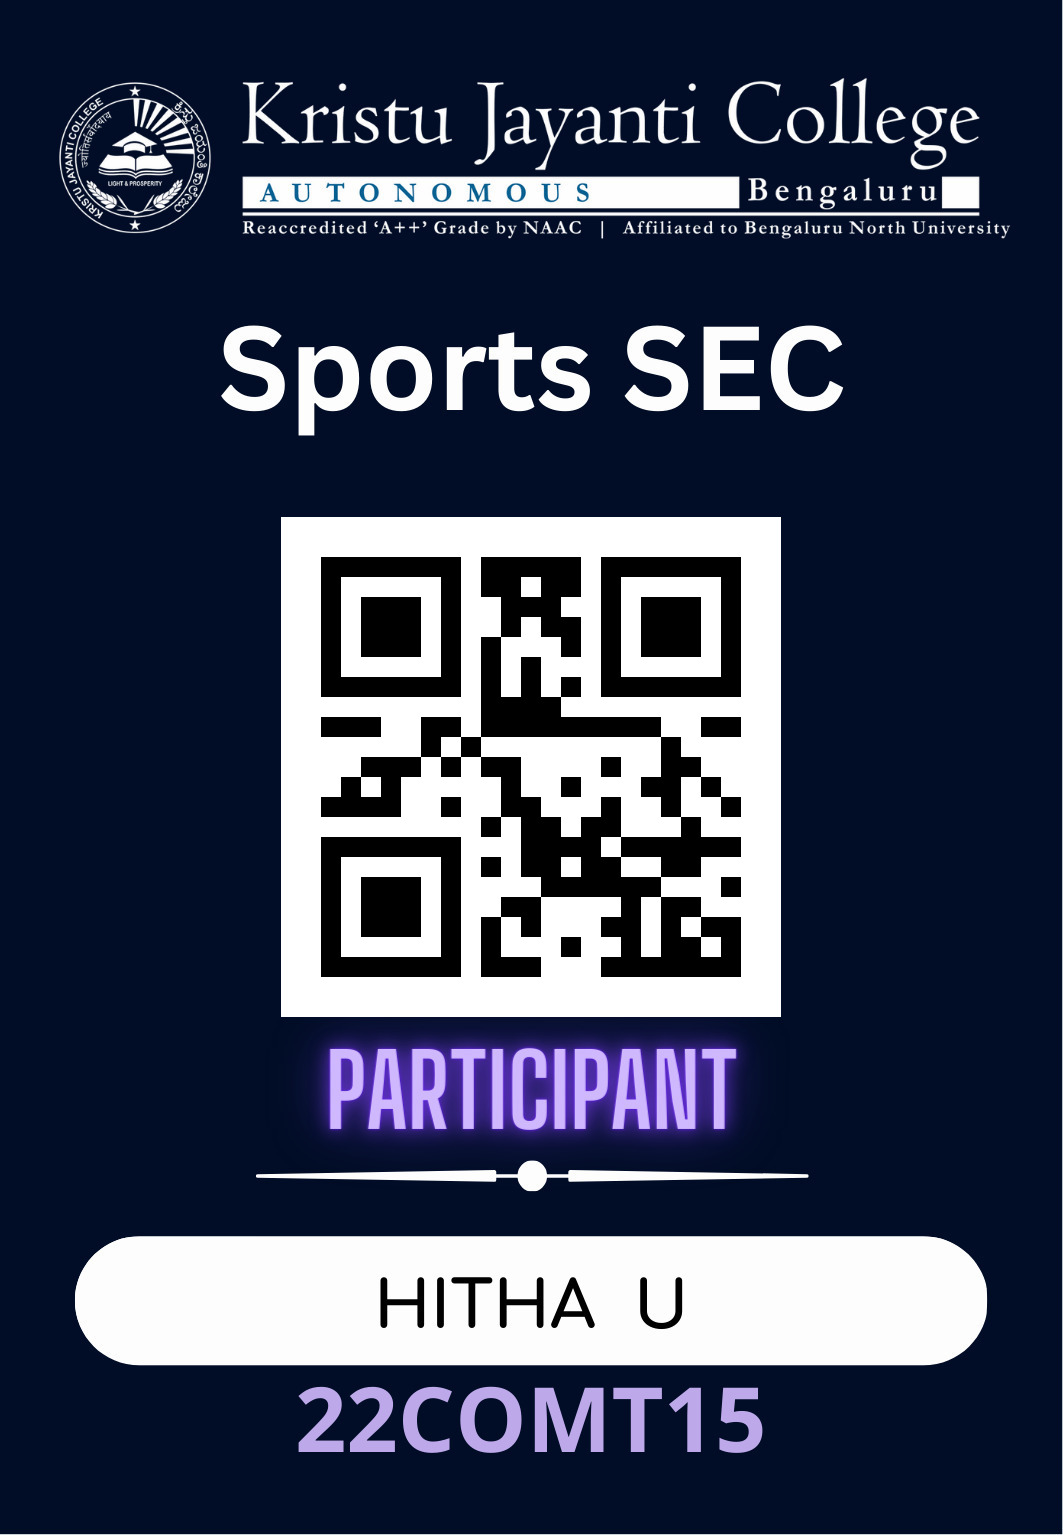 KRISTU JAYANTI COLLEGE
LIGHT & PROSPERITY
Kristu Jayanti College
AUTONOMOUS Bengaluru
Reaccredited ‘A++’ Grade by NAAC | Affiliated to Bengaluru North University
Sports SEC
PARTICIPANT
HITHA U
22COMT15